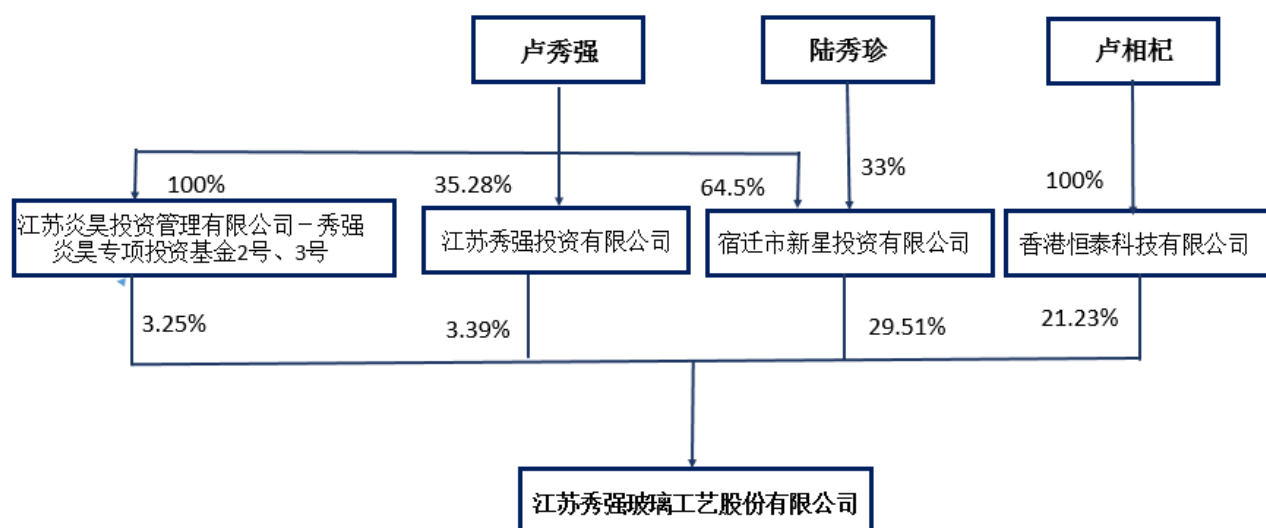 卢秀强
陆秀珍
卢相杞
100%
35.28%
64.5%
33%
100%
江苏炎昊投资管理有限公司－秀强
炎昊专项投资基金2号、3号
江苏秀强投资有限公司
宿迁市新星投资有限公司
香港恒泰科技有限公司
3.25%
3.39%
29.51%
21.23%
江苏秀强玻璃工艺股份有限公司